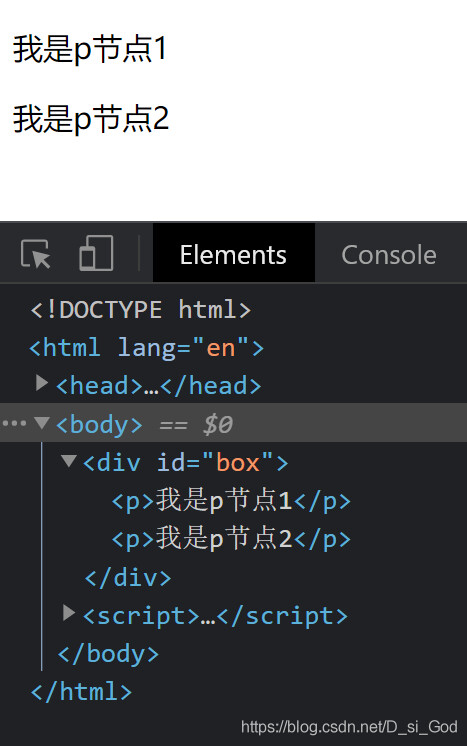 我是p节点1
我是p节点2
Elements Console
<!DOCTYPE html>
<html lang="en">
<head>…</head>
<body> == $0
<div id="box">
<p>我是p节点1</p>
<p>我是p节点2</p>
</div>
<script>…</script>
</body>
</html>
https://blog.csdn.net/D_si_God